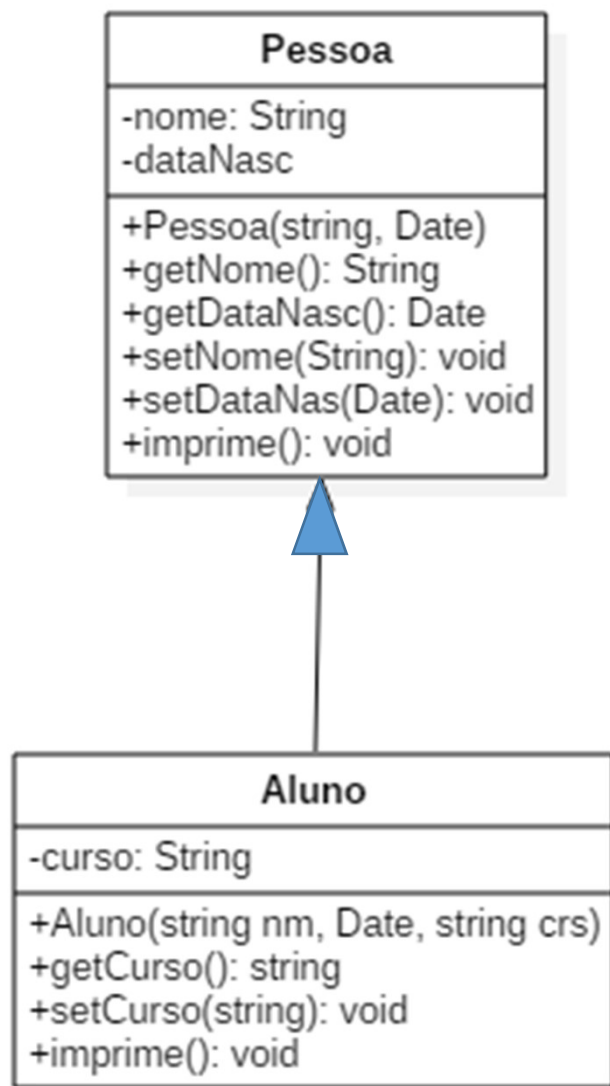 Pessoa
-nome: String
-dataNasc
+Pessoa(string, Date)
+getNome(): String
+getDataNasc(): Date
+setNome(String): void
+setDataNas(Date): void
+imprime(): void
Aluno
-curso: String
+Aluno(string nm, Date, string crs)
+getCurso(): string
+setCurso(string): void
+imprime(): void